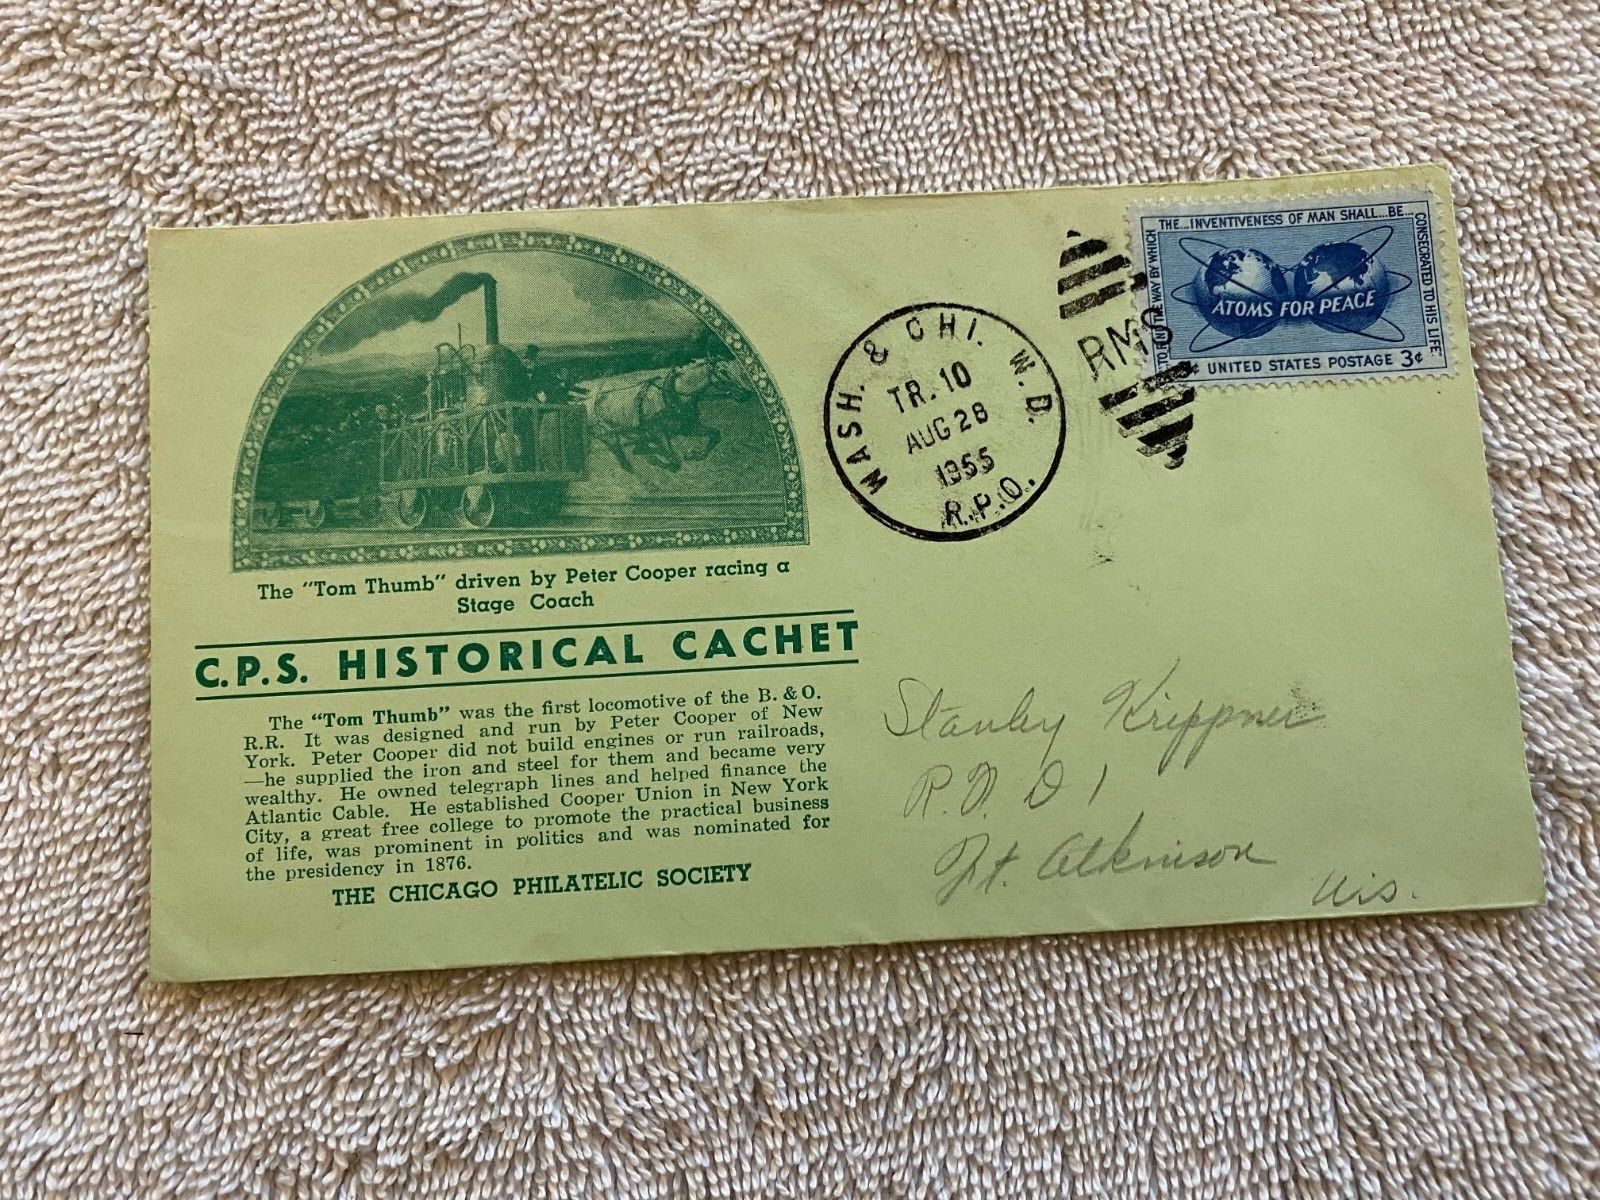 THE...INVENTIVENESS OF MAN SHALL...BE...
CONSECRATED TO HIS LIFE.
WAY BY WHICH
ATOMS FOR PEACE
UNITED STATES POSTAGE 3¢
RMS
WASH. & CHI. W.D.
TR. 10
AUG 28
1955
R.P.O.
The "Tom Thumb" driven by Peter Cooper racing a
Stage Coach
C.P.S. HISTORICAL CACHET
The "Tom Thumb" was the first locomotive of the B. & O.
R.R. It was designed and run by Peter Cooper of New
York. Peter Cooper did not build engines or run railroads,
—he supplied the iron and steel for them and became very
wealthy. He owned telegraph lines and helped finance the
Atlantic Cable. He established Cooper Union in New York
City, a great free college to promote the practical business
of life, was prominent in politics and was nominated for
the presidency in 1876.
THE CHICAGO PHILATELIC SOCIETY
Stanley Krippner
R.N.D 1
Ft. Atkinson
Wis.